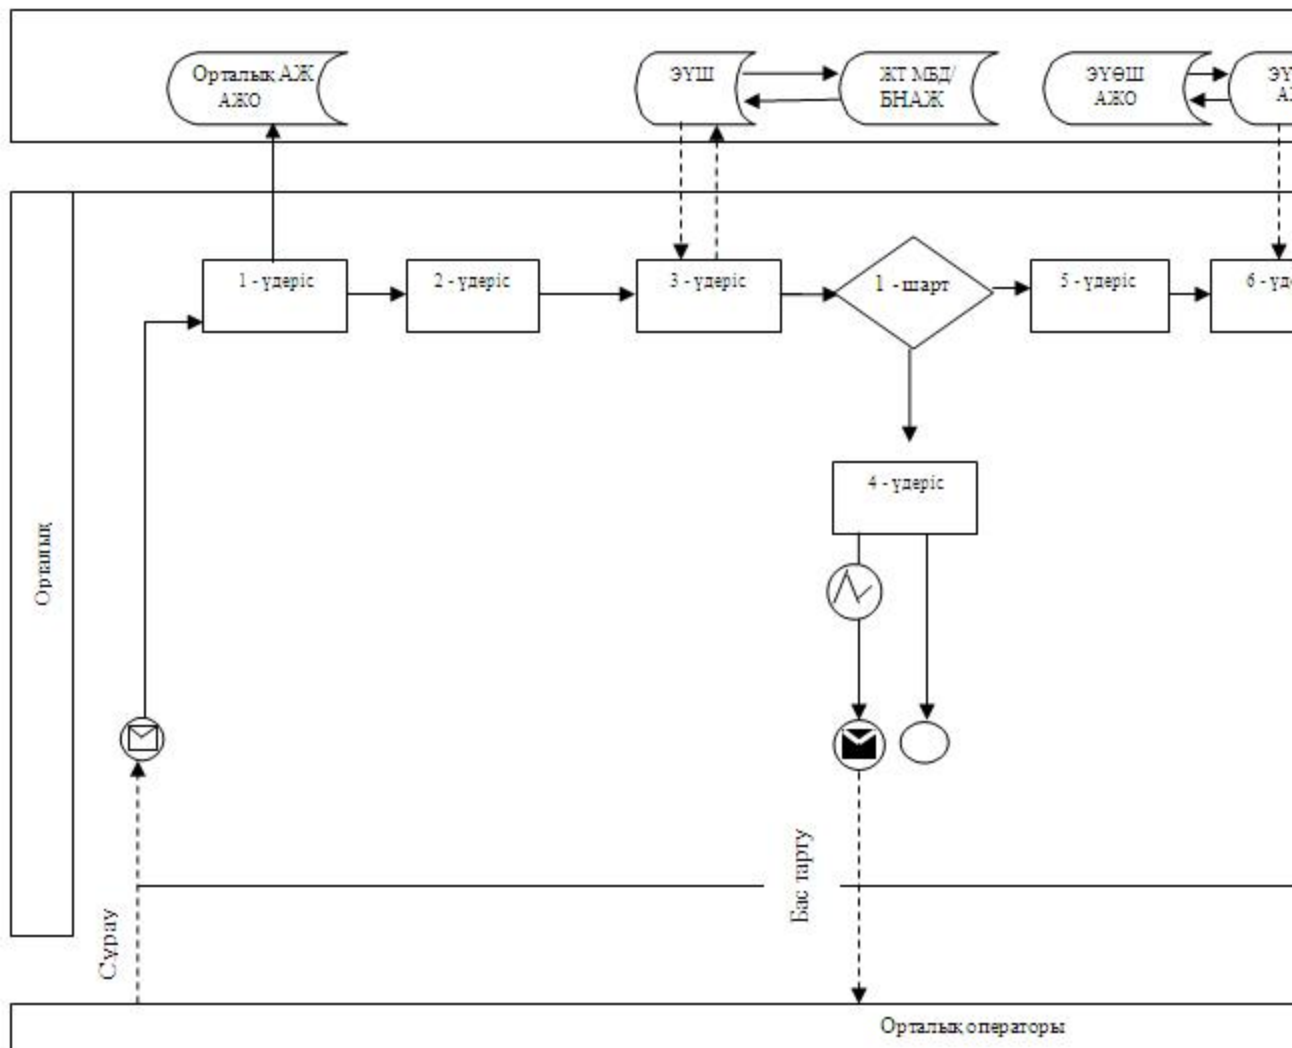 Орталық АЖ
АЖО
ЭҮШ
ЖТ МБД/
БНАЖ
ЭҮӨШ
АЖО
1 - үдеріс
2 - үдеріс
3 - үдеріс
1 - шарт
5 - үдеріс
4 - үдеріс
Орталық
Бас тарту
Сұрау
Орталық операторы